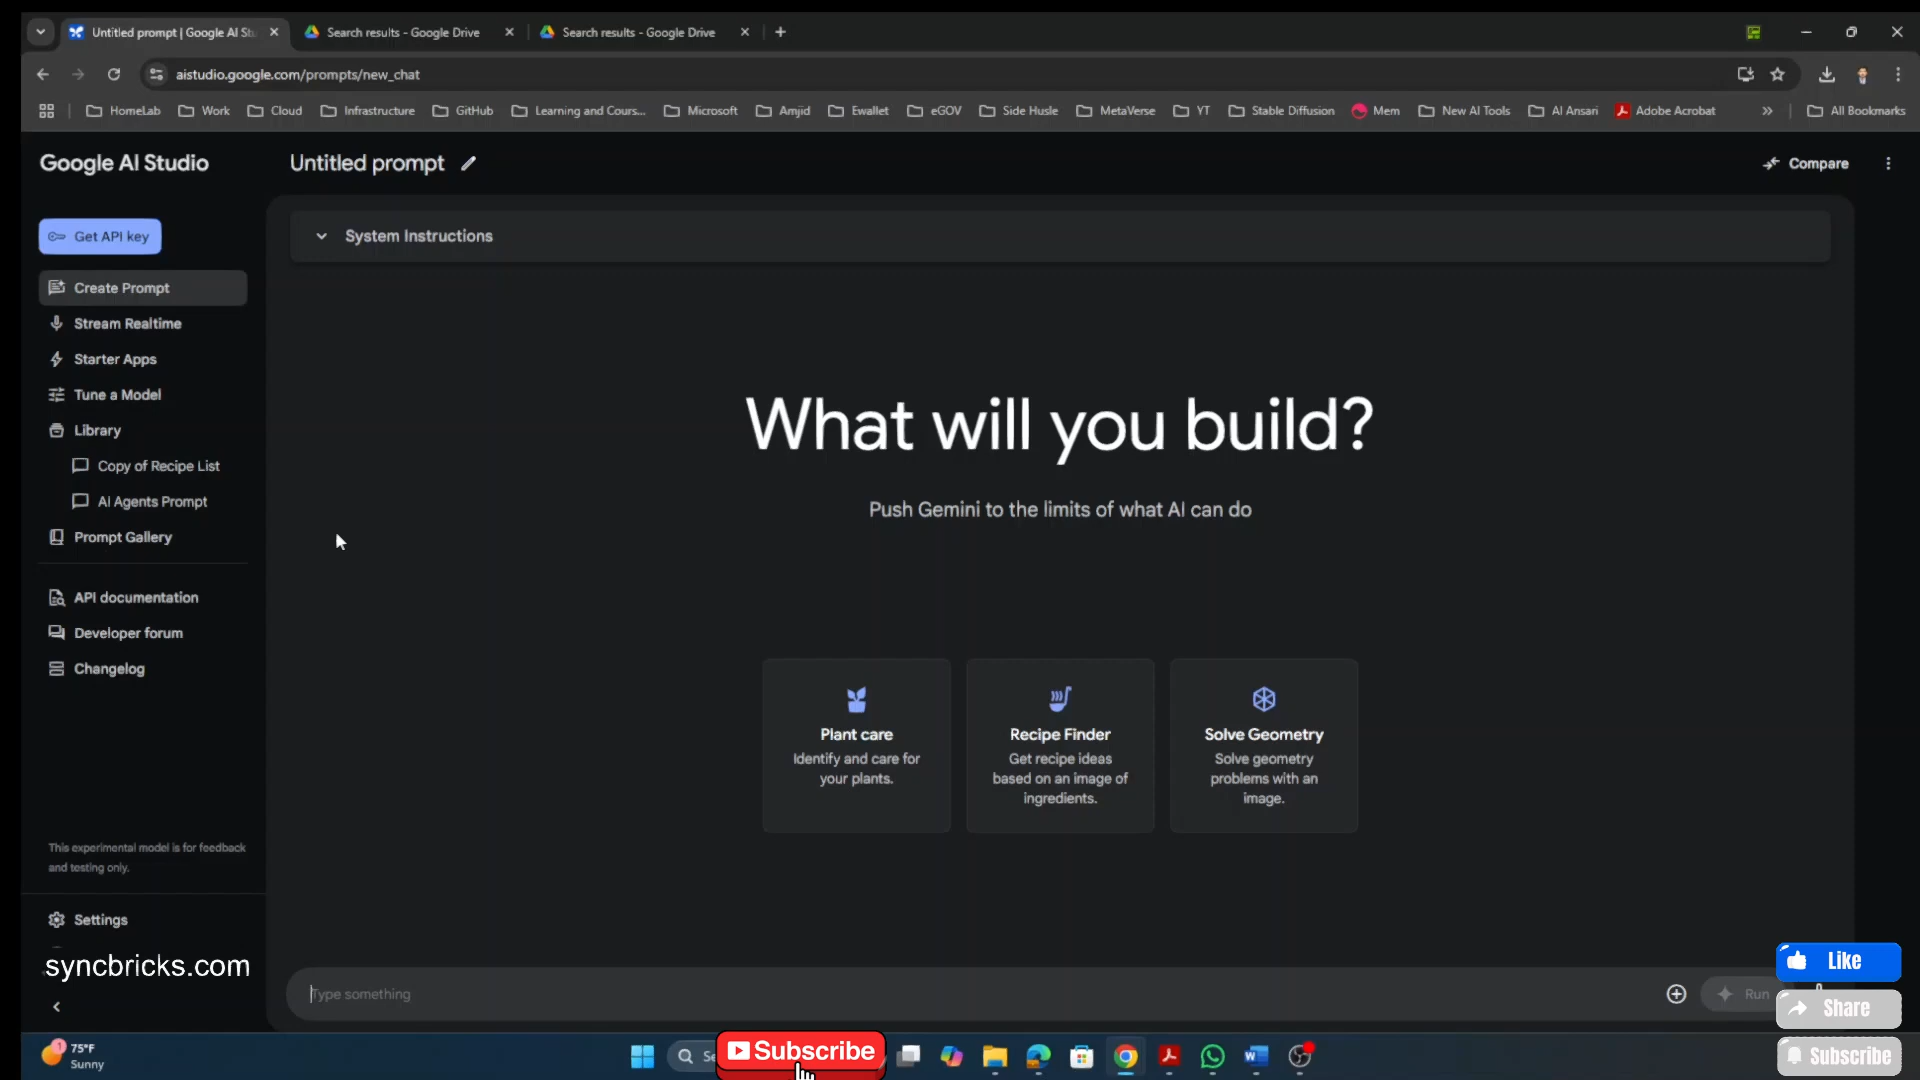 Untitled prompt | Google AI Stu
Search results - Google Drive
Search results - Google Drive
aistudio.google.com/prompts/new_chat
HomeLab
Work
Cloud
Infrastructure
GitHub
Learning and Cours...
Microsoft
Amjid
Ewallet
eGOV
Side Husle
MetaVerse
YT
Stable Diffusion
Mem
New AI Tools
AI Ansari
Adobe Acrobat
All Bookmarks
Google AI Studio
Untitled prompt
Compare
Get API key
System Instructions
Create Prompt
Stream Realtime
Starter Apps
Tune a Model
Library
Copy of Recipe List
Ai Agents Prompt
Prompt Gallery
API documentation
Developer forum
Changelog
What will you build?
Push Gemini to the limits of what AI can do
Plant care
Identify and care for
your plants.
Recipe Finder
Get recipe ideas
based on an image of
ingredients.
Solve Geometry
Solve geometry
problems with an
image.
This experimental model is for feedback
and testing only.
Settings
syncbricks.com
Type something
Run
Like
Share
Subscribe
1
75°F
Sunny
Se
Subscribe